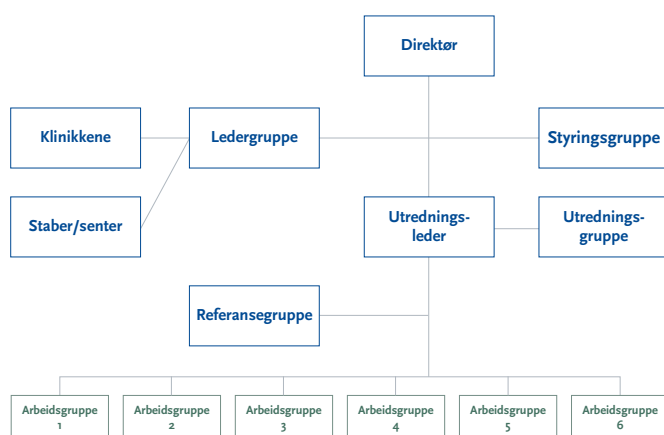 Direktør
Klinikkene
Ledergruppe
Styringsgruppe
Staber/senter
Utrednings-
leder
Utrednings-
gruppe
Referansegruppe
Arbeidsgruppe
1
Arbeidsgruppe
2
Arbeidsgruppe
3
Arbeidsgruppe
4
Arbeidsgruppe
5
Arbeidsgruppe
6